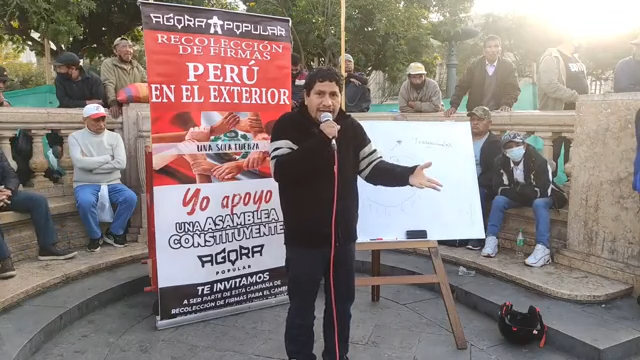 AGORA POPULAR
RECOLECCIÓN
DE FIRMAS
PERÚ
EN EL EXTERIOR
UNA SOLA FUERZA
Yo apoyo
UNA ASAMBLEA
CONSTITUYENTE
AGORA
POPULAR
TE INVITAMOS
A SER PARTE DE ESTA CAMPAÑA DE
RECOLECCIÓN DE FIRMAS PARA EL